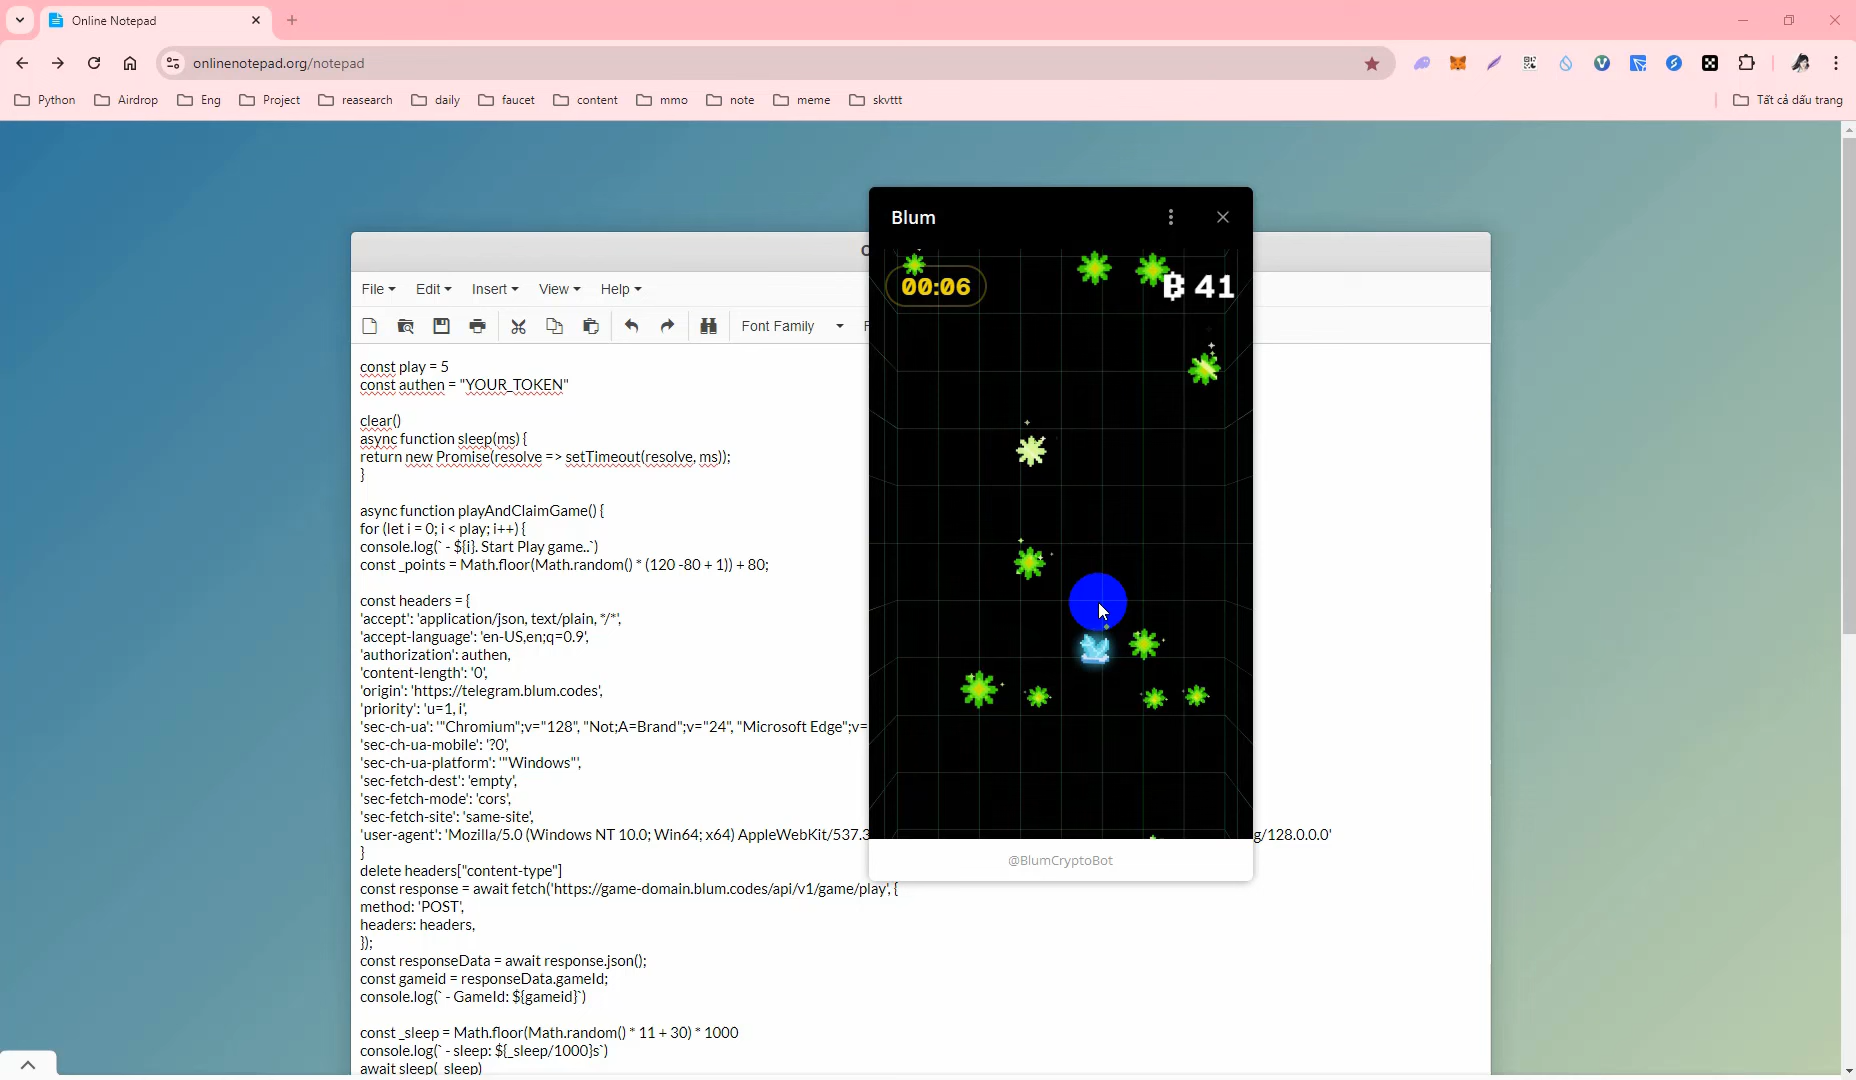 Online Notepad
onlinenotepad.org/notepad
Python
Airdrop
Eng
Project
reasearch
daily
faucet
content
mmo
note
meme
skvttt
Tất cả dấu trang
Blum
00:06
41
@BlumCryptoBot
File
Edit
Insert
View
Help
Font Family
const play = 5
const authen = "YOUR_TOKEN"
clear()
async function sleep(ms) {
return new Promise(resolve => setTimeout(resolve, ms));
}
async function playAndClaimGame() {
for (let i = 0; i < play; i++) {
console.log(` - ${i}. Start Play game..`)
const _points = Math.floor(Math.random() * (120 -80 + 1)) + 80;
const headers = {
'accept': 'application/json, text/plain, */*',
'accept-language': 'en-US,en;q=0.9',
'authorization': authen,
'content-length': '0',
'origin': 'https://telegram.blum.codes',
'priority': 'u=1, i',
'sec-ch-ua': '"Chromium";v="128", "Not;A=Brand";v="24", "Microsoft Edge";v=
'sec-ch-ua-mobile': '?0',
'sec-ch-ua-platform': '"Windows"',
'sec-fetch-dest': 'empty',
'sec-fetch-mode': 'cors',
'sec-fetch-site': 'same-site',
'user-agent': 'Mozilla/5.0 (Windows NT 10.0; Win64; x64) AppleWebKit/537.3 g/128.0.0.0'
}
delete headers["content-type"]
const response = await fetch('https://game-domain.blum.codes/api/v1/game/play', {
method: 'POST',
headers: headers,
});
const responseData = await response.json();
const gameid = responseData.gameId;
console.log(` - GameId: ${gameid}`)
const _sleep = Math.floor(Math.random() * 11 + 30) * 1000
console.log(` - sleep: ${_sleep/1000}s`)
await sleep(_sleep)